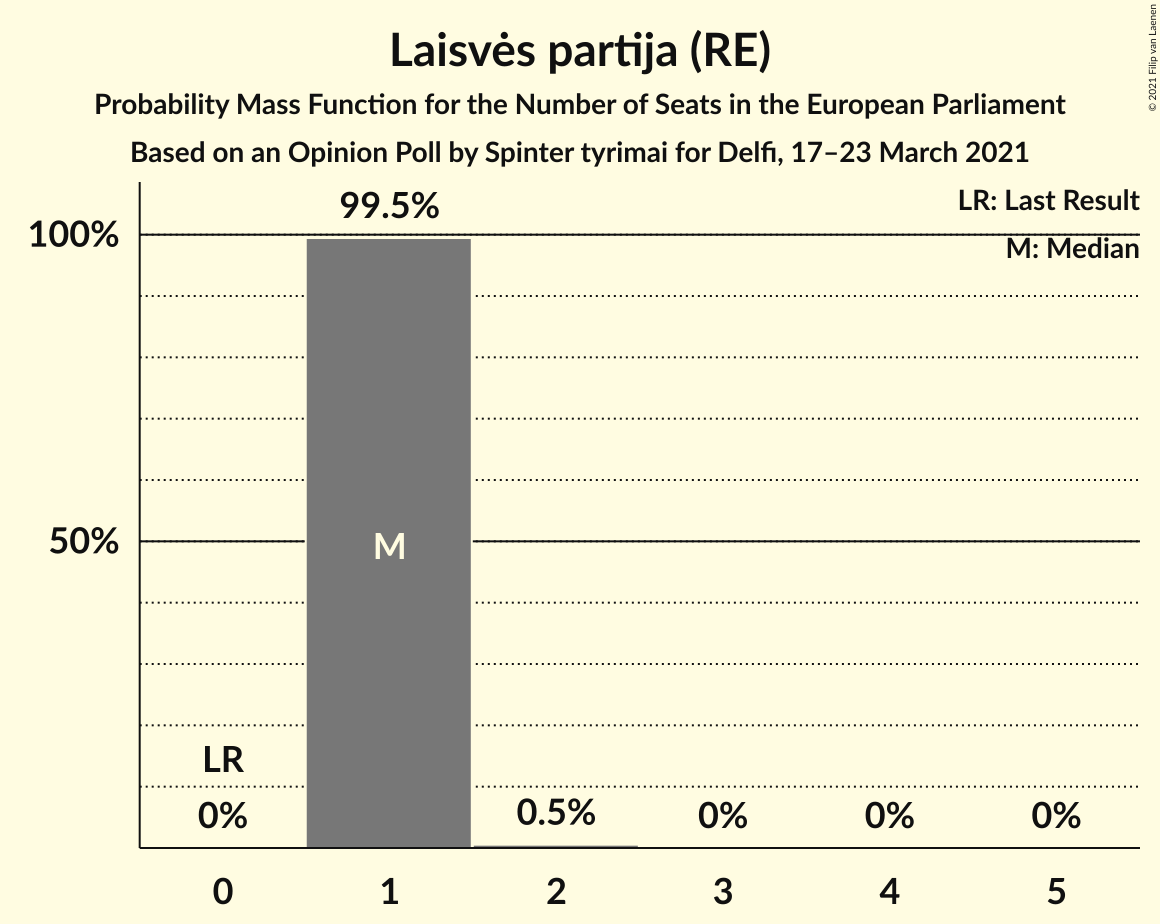 Laisvės partija (RE)
Probability Mass Function for the Number of Seats in the European Parliament
Based on an Opinion Poll by Spinter tyrimai for Delfi, 17–23 March 2021
© 2021 Filip van Laenen
LR: Last Result
M: Median
99.5%
100%
50%
M
LR
0%
0.5%
0%
0%
0%
0 1 2 3 4 5